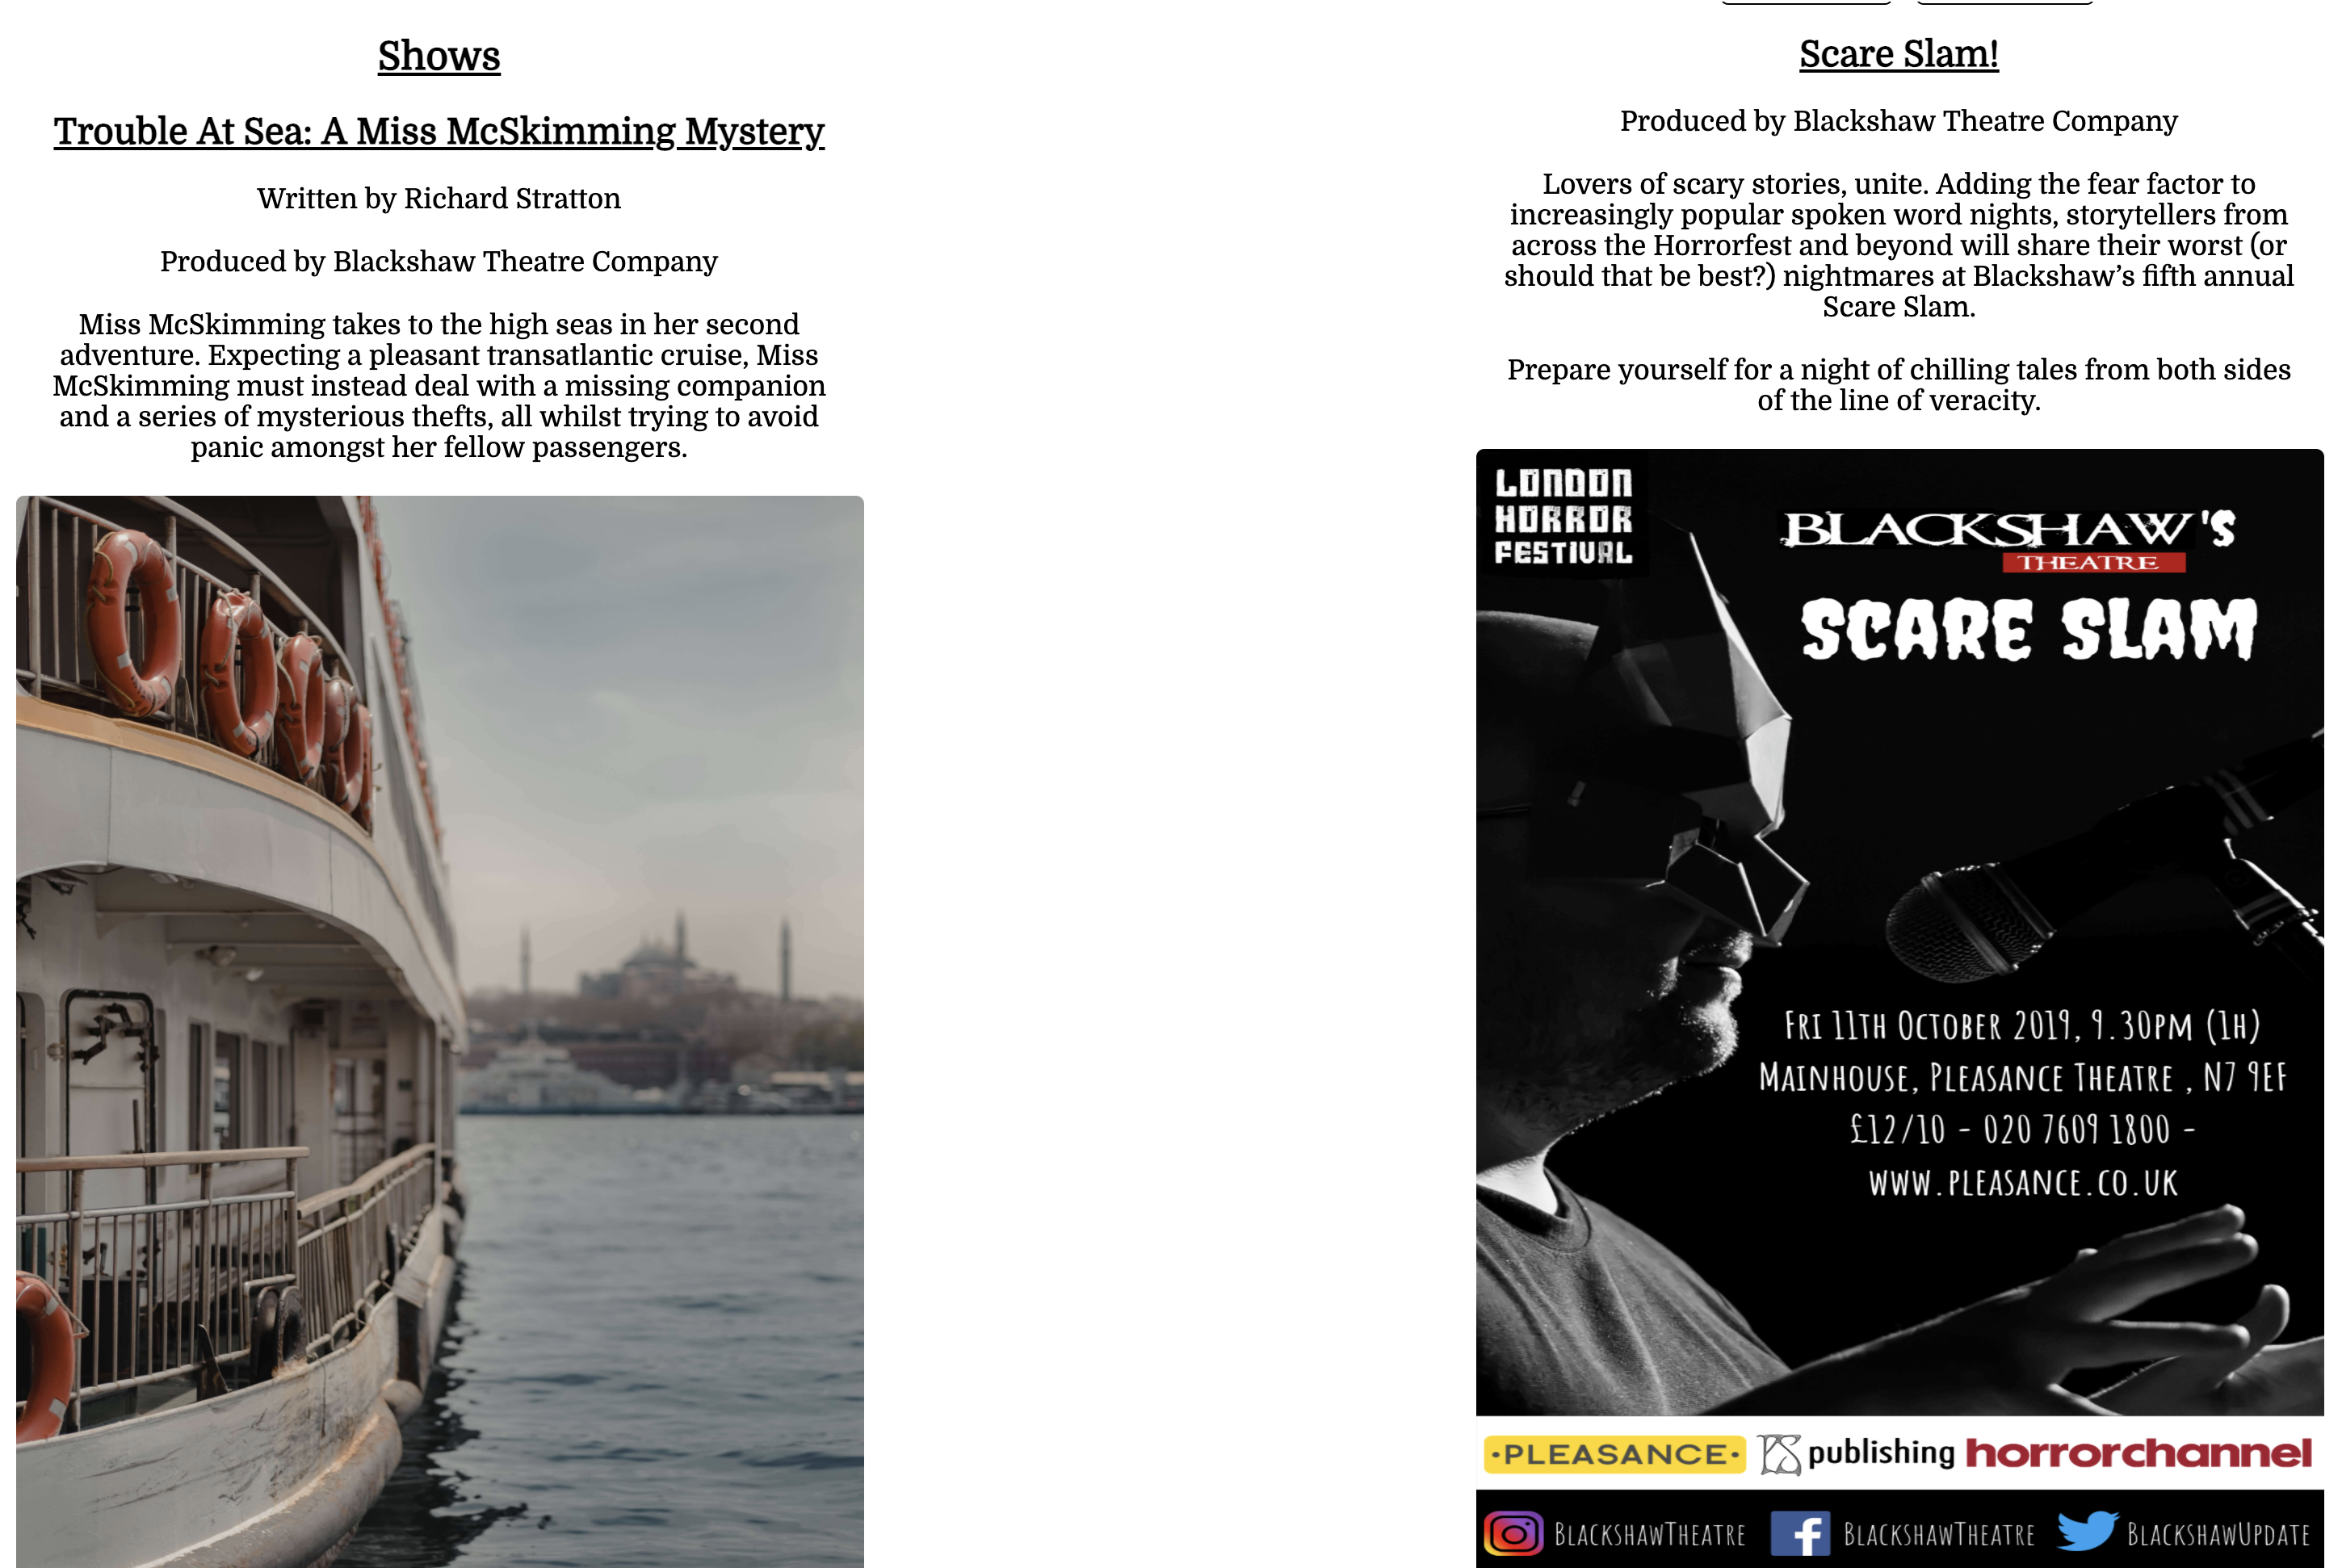 Shows
Trouble At Sea: A Miss McSkimming Mystery
Written by Richard Stratton
Produced by Blackshaw Theatre Company
Miss McSkimming takes to the high seas in her second
adventure. Expecting a pleasant transatlantic cruise, Miss
McSkimming must instead deal with a missing companion
and a series of mysterious thefts, all whilst trying to avoid
panic amongst her fellow passengers.
Scare Slam!
Produced by Blackshaw Theatre Company
Lovers of scary stories, unite. Adding the fear factor to
increasingly popular spoken word nights, storytellers from
across the Horrorfest and beyond will share their worst (or
should that be best?) nightmares at Blackshaw’s fifth annual
Scare Slam.
Prepare yourself for a night of chilling tales from both sides
of the line of veracity.
LONDON
HORROR
FESTIVAL
BLACKSHAW'S
THEATRE
SCARE SLAM
FRI 11TH OCTOBER 2019, 9.30PM (1H)
MAINHOUSE, PLEASANCE THEATRE , N7 9EF
£12/10 - 020 7609 1800 -
WWW.PLEASANCE.CO.UK
·PLEASANCE· PS publishing horrorchannel
BLACKSHAWTHEATRE BLACKSHAWTHEATRE BLACKSHAWUPDATE